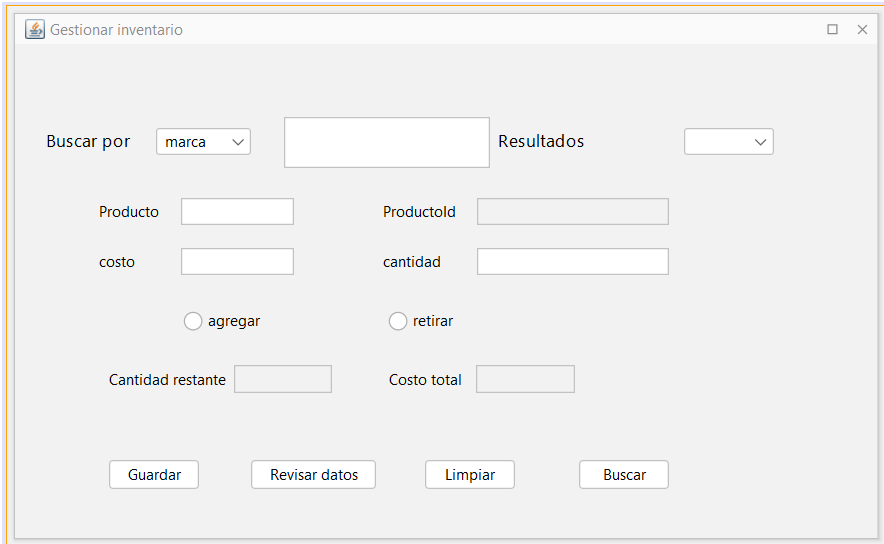 Gestionar inventario
Buscar por marca Resultados
Producto ProductoId
costo cantidad
agregar retirar
Cantidad restante Costo total
Guardar Revisar datos Limpiar Buscar